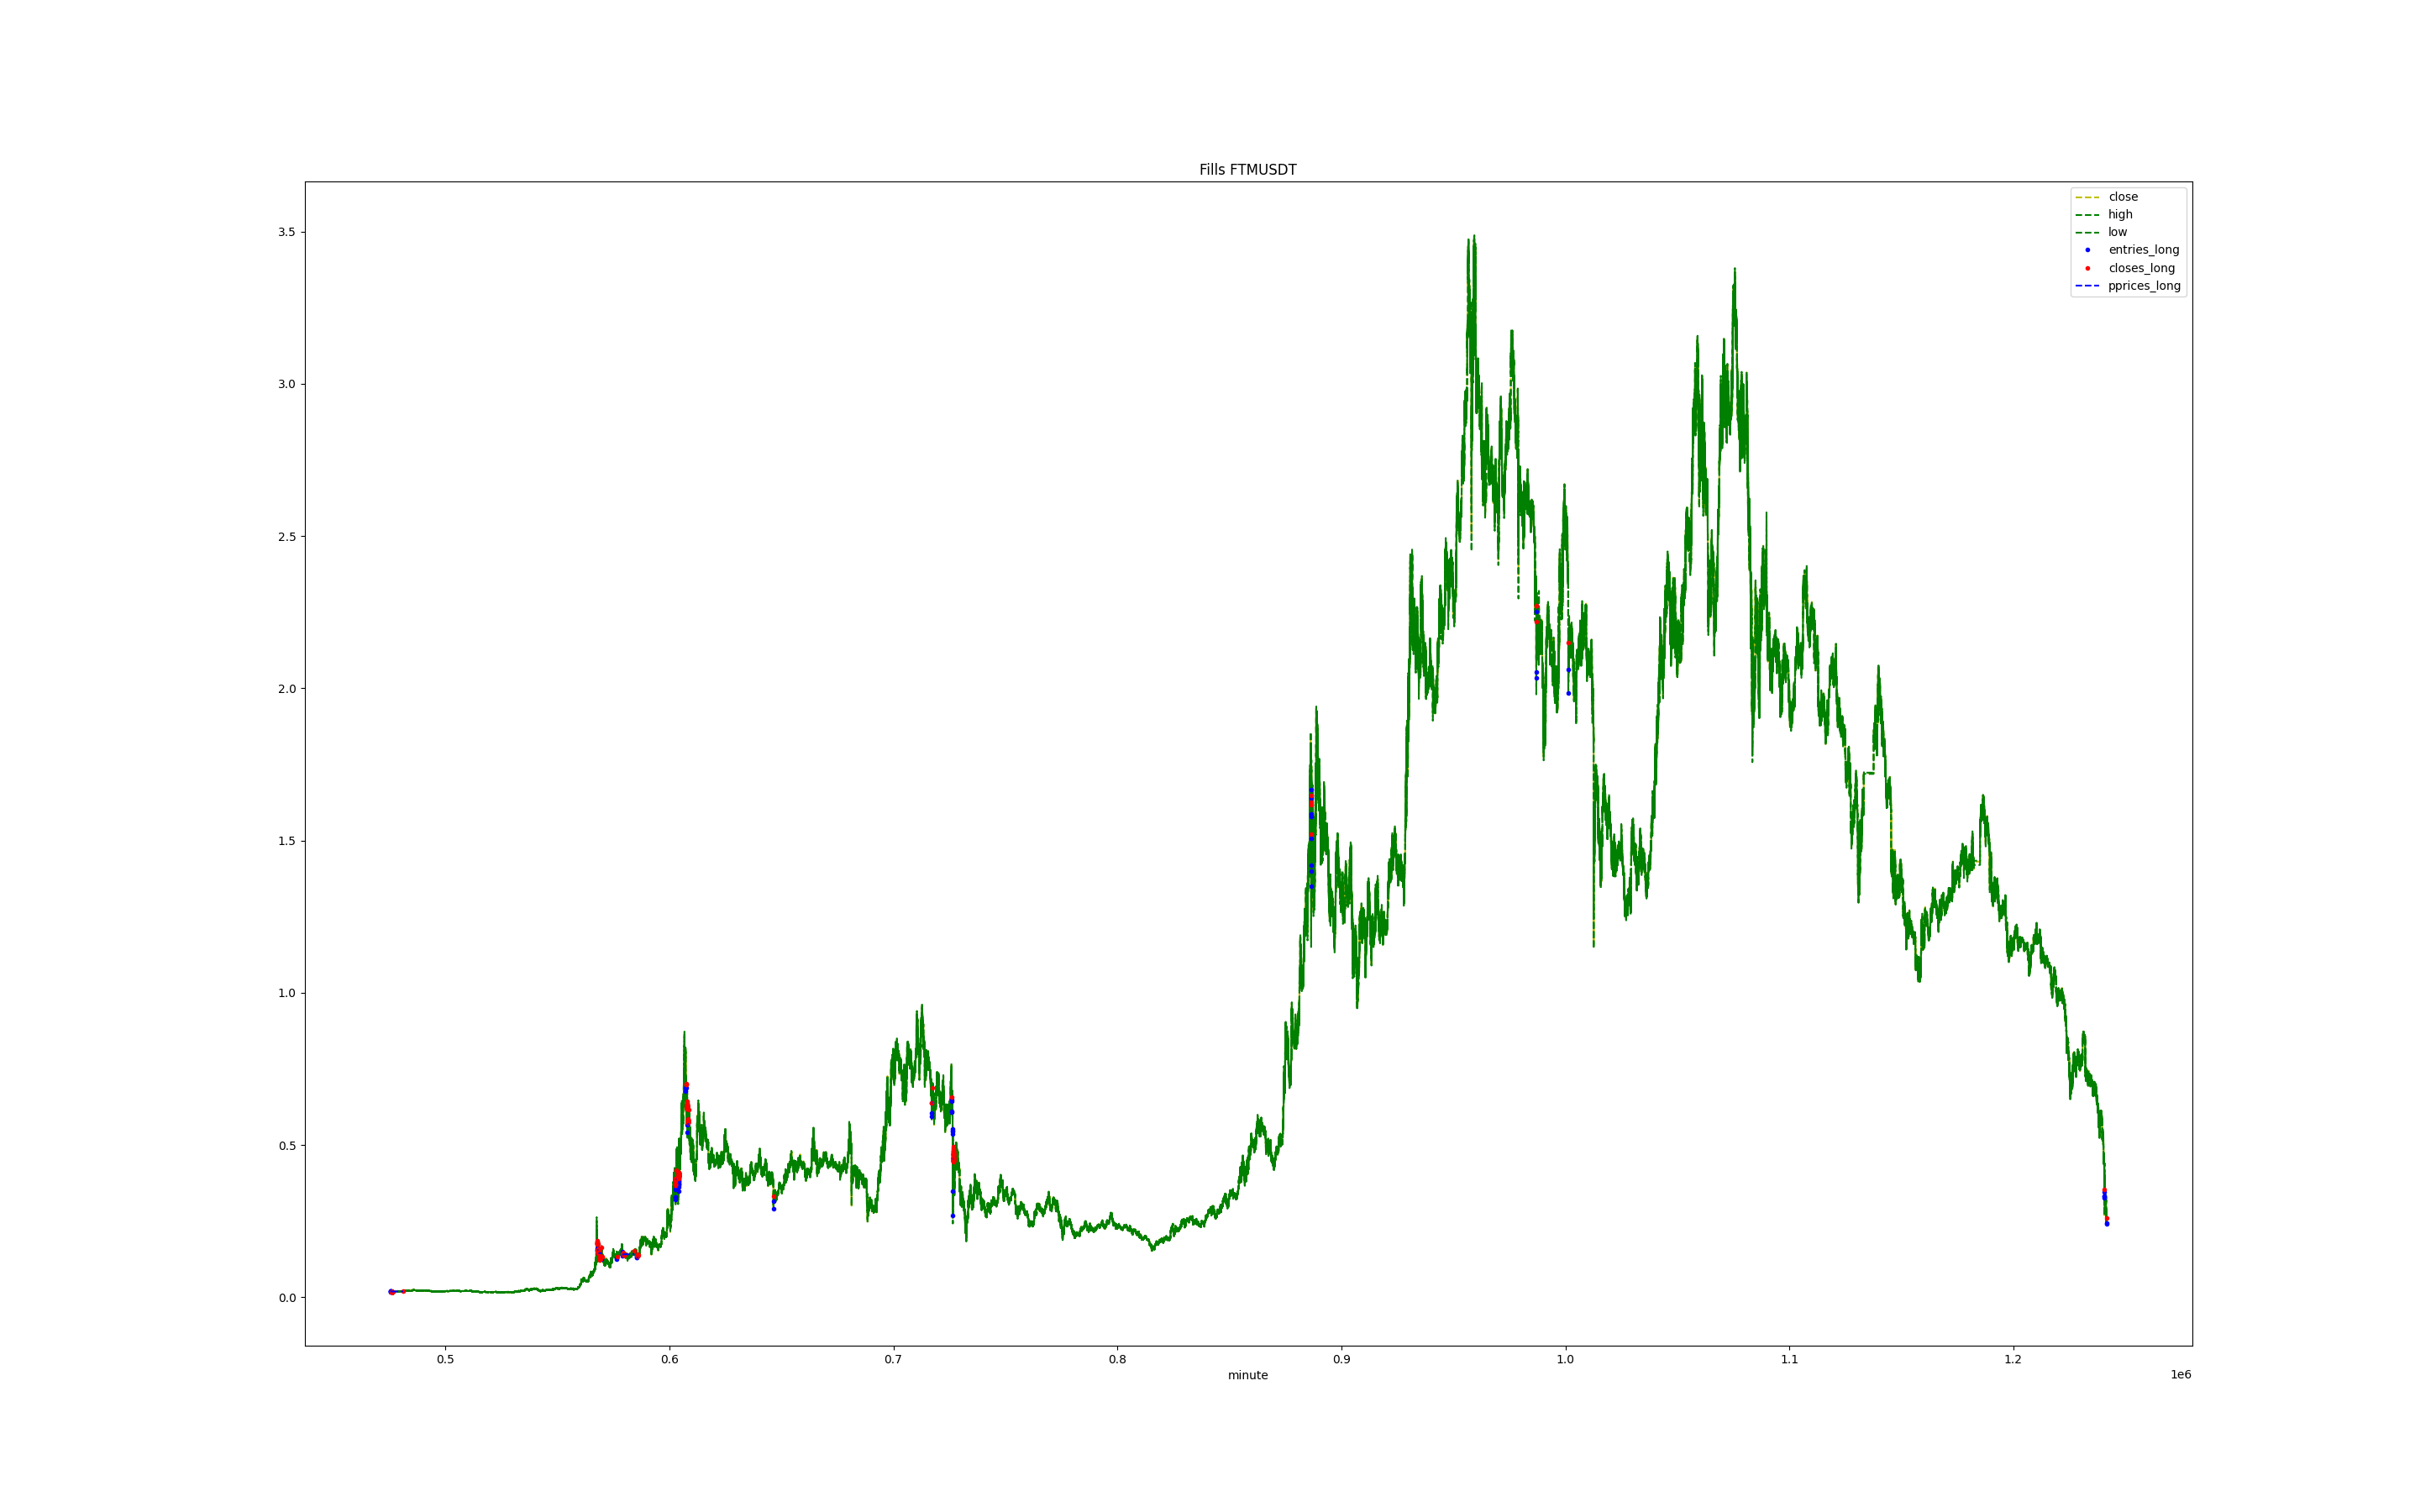 Fills FTMUSDT
close
high
low
entries_long
closes_long
pprices_long
3.5
3.0
2.5
2.0
1.5
1.0
0.5
0.0
0.5 0.6 0.7 0.8 0.9 1.0 1.1 1.2
minute
1e6